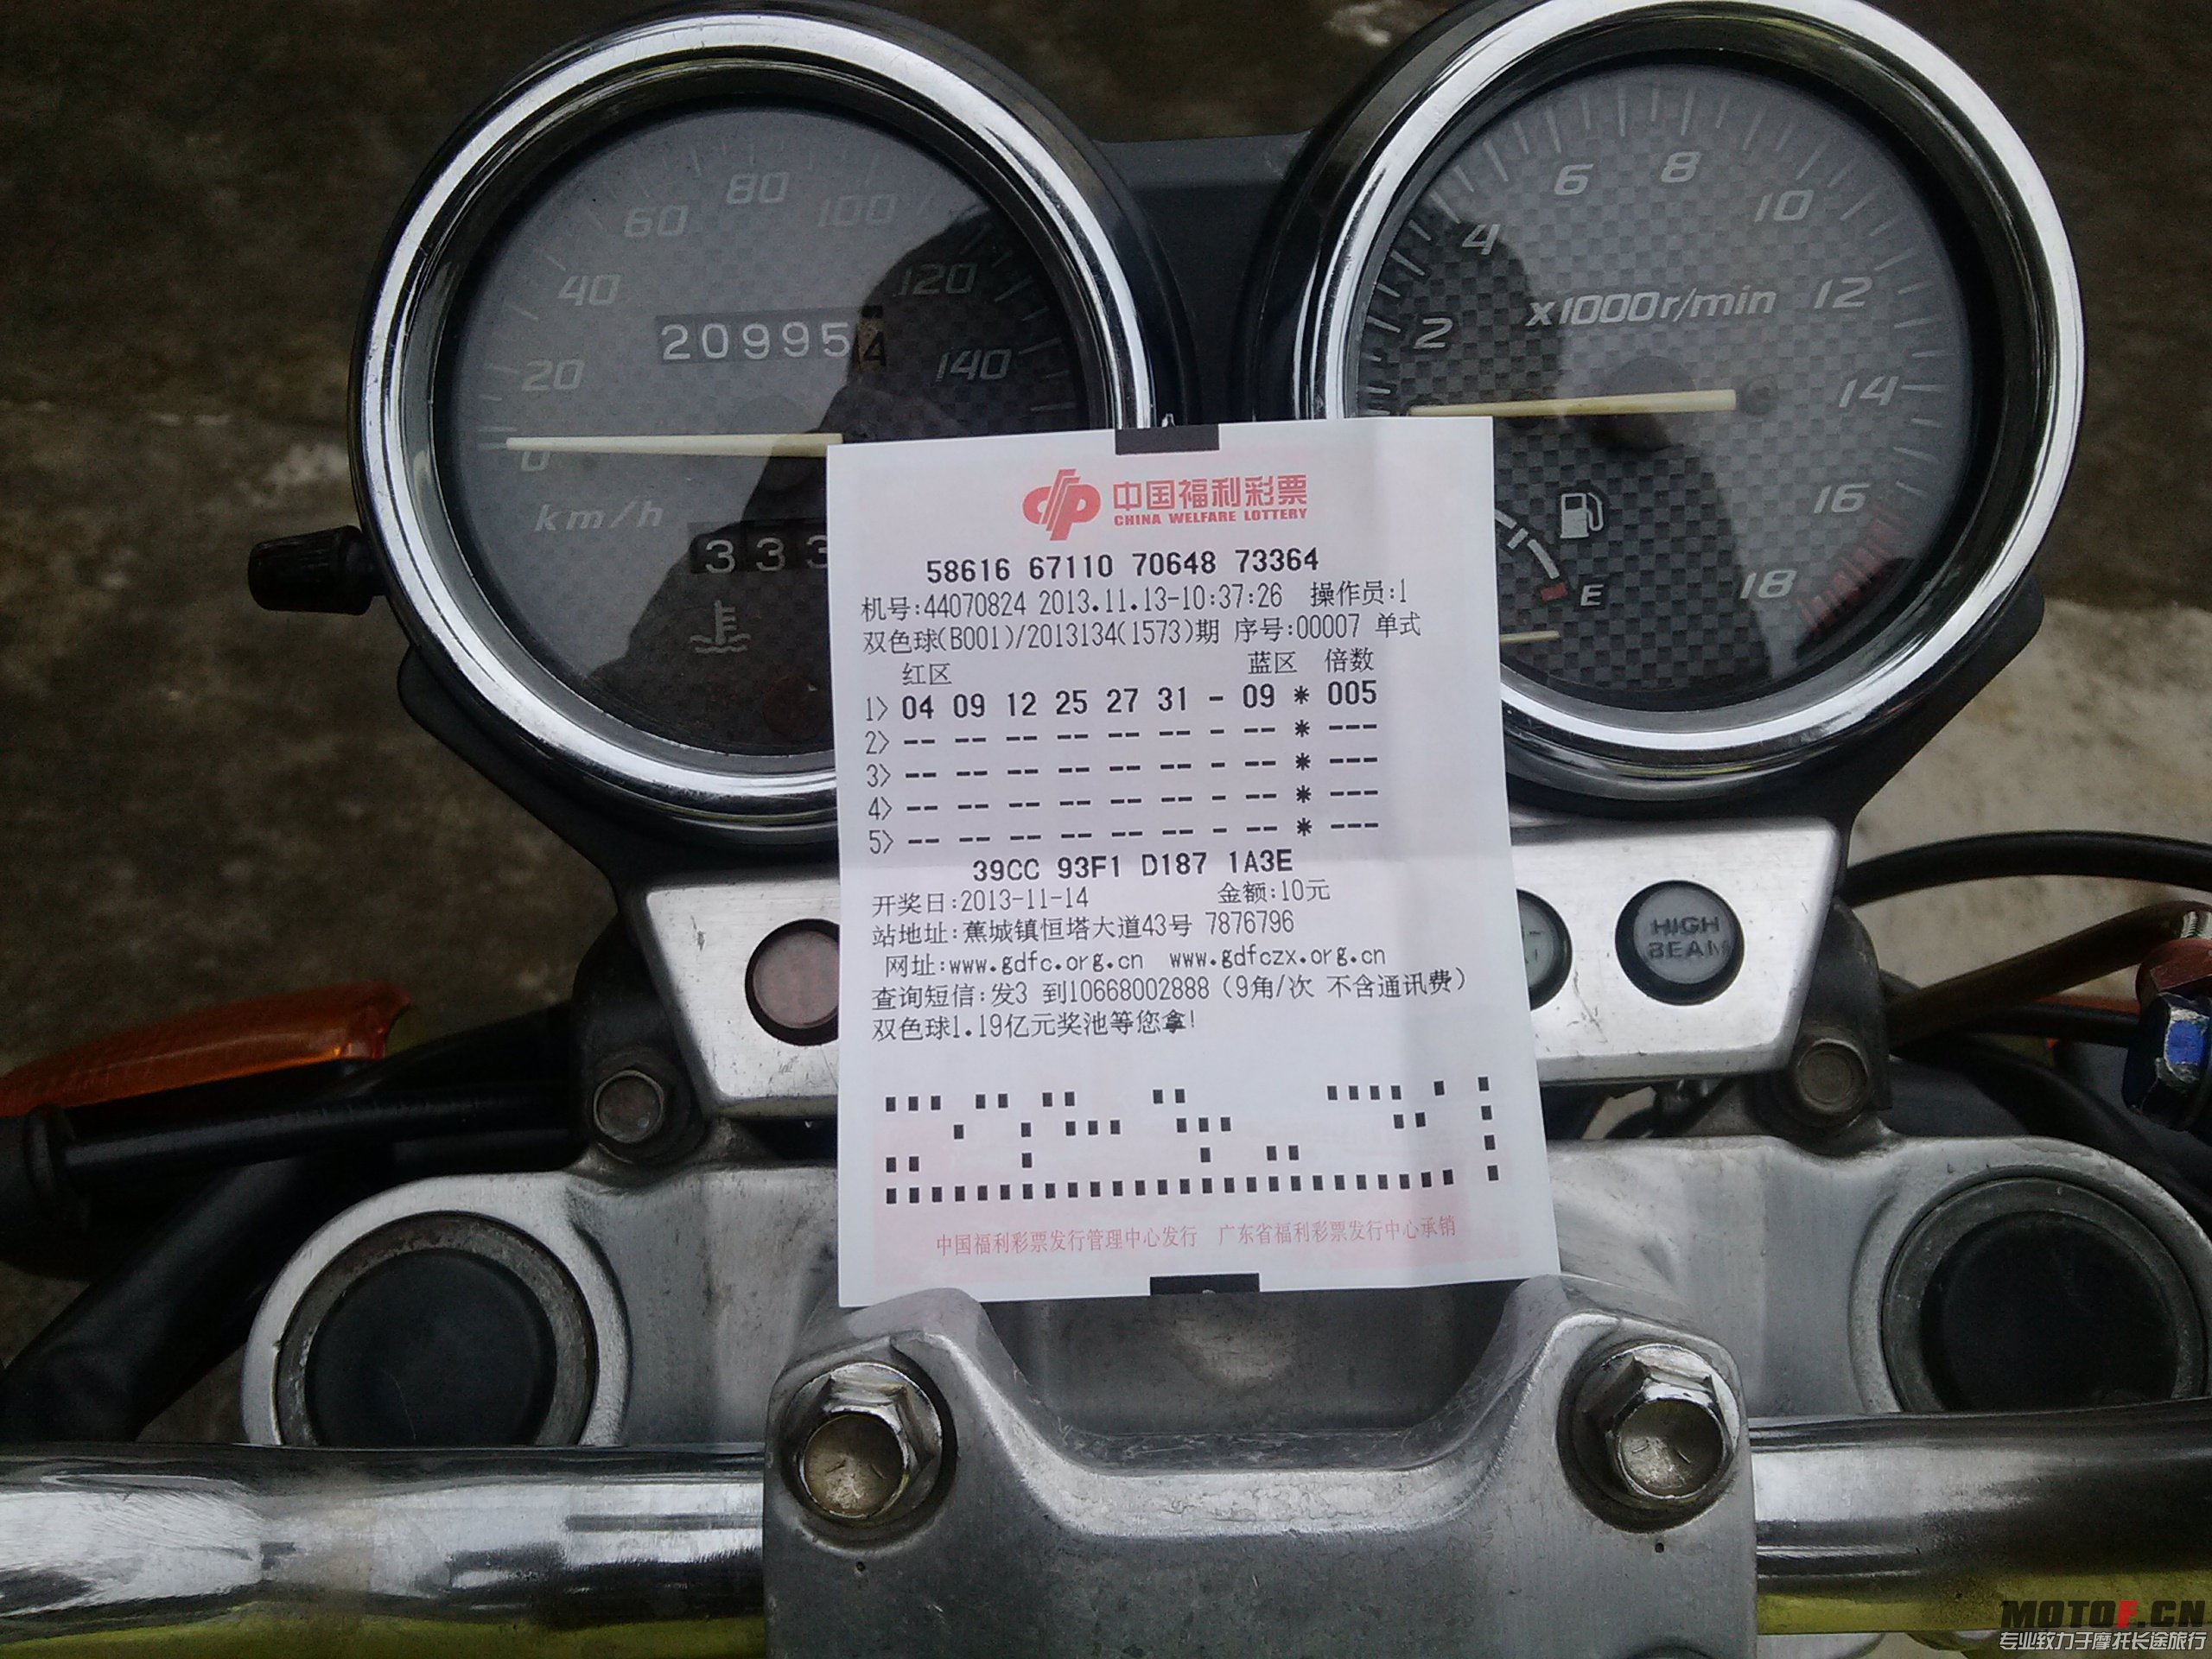 80
60
100
40
120
20995 4
20
140
0
km/h
333
6
8
4
10
x1000r/min
12
2
14
16
E
18
中国福利彩票
CHINA WELFARE LOTTERY
58616 67110 70648 73364
机号:44070824 2013.11.13-10:37:26 操作员:1
双色球(B001)/2013134(1573)期 序号:00007 单式
红区 蓝区 倍数
1> 04 09 12 25 27 31 - 09 * 005
2> -- -- -- -- -- -- - -- * ---
3> -- -- -- -- -- -- - -- * ---
4> -- -- -- -- -- -- - -- * ---
5> -- -- -- -- -- -- - -- * ---
39CC 93F1 D187 1A3E
开奖日:2013-11-14 金额:10元
站地址:蕉城镇恒塔大道43号 7876796
网址:www.gdfc.org.cn www.gdfczx.org.cn
查询短信:发3 到10668002888 (9角/次 不含通讯费)
双色球1.19亿元奖池等您拿!
中国福利彩票发行管理中心发行 广东省福利彩票发行中心承销
HIGH
BEAM
MOTOF.CN
专业致力于摩托长途旅行